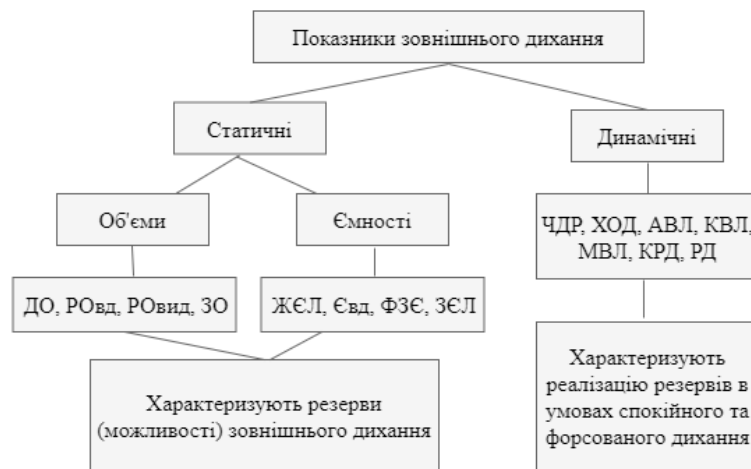 Показники зовнішнього дихання
Статичні
Динамічні
Об'єми
Ємності
ЧДР, ХОД, АВЛ, КВЛ,
МВЛ, КРД, РД
ДО, РОвд, РОвид, ЗО
ЖЄЛ, Євд, ФЗЄ, ЗЄЛ
Характеризують резерви
(можливості) зовнішнього дихання
Характеризують
реалізацію резервів в
умовах спокійного та
форсованого дихання